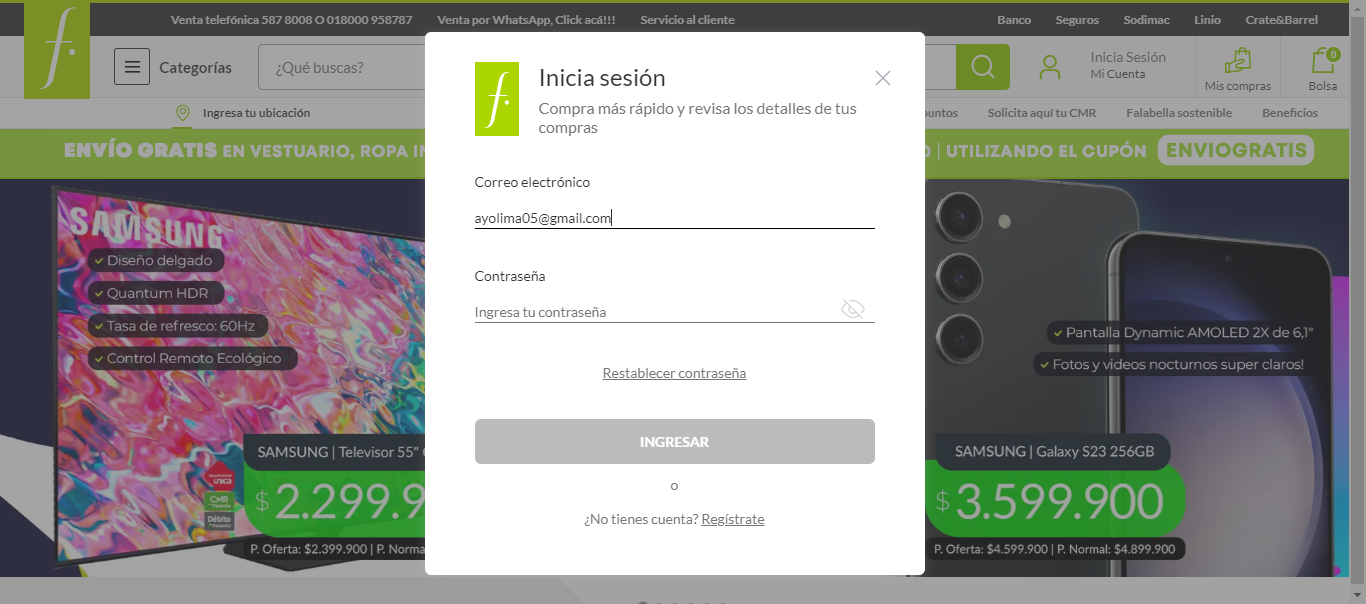 Venta telefónica 587 8008 O 018000 958787 Venta por WhatsApp, Click acá!!! Servicio al cliente Banco Seguros Sodimac Linio Crate&Barrel
f.
Categorías
¿Qué buscas?
Inicia Sesión
Mi Cuenta
Mis compras
0
Bolsa
Ingresa tu ubicación
Solicita aquí tu CMR Falabella sostenible Beneficios
ENVÍO GRATIS EN VESTUARIO, ROPA
| UTILIZANDO EL CUPÓN ENVIOGRATIS
f.
Inicia sesión
Compra más rápido y revisa los detalles de tus
compras
Correo electrónico
ayolima05@gmail.com
Contraseña
Ingresa tu contraseña
Restablecer contraseña
INGRESAR
o
¿No tienes cuenta? Regístrate
SAMSUNG
Diseño delgado
Quantum HDR
Tasa de refresco: 60Hz
Control Remoto Ecológico
SAMSUNG | Televisor 55"
Oportunidad
única
CMR
Débito
$2.299.9
P. Oferta: $2.399.900 | P. Norma
Pantalla Dynamic AMOLED 2X de 6,1"
Fotos y videos nocturnos super claros!
SAMSUNG | Galaxy S23 256GB
$3.599.900
P. Oferta: $4.599.900 | P. Normal: $4.899.900